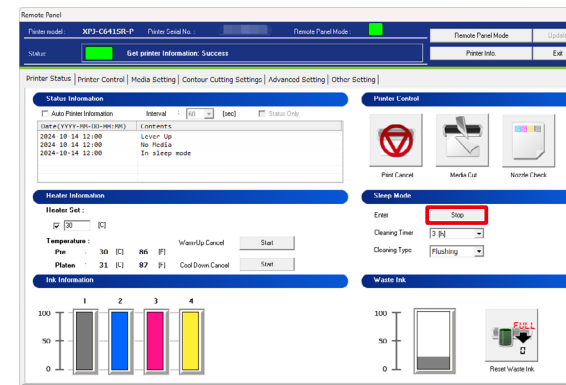 Remote Panel
Printer model : XPJ-C641SR-P Printer Serial No. : Remote Panel Mode :
Remote Panel Mode Update
Status: Get printer Information: Success
Printer Info. Exit
Printer Status Printer Control Media Setting Contour Cutting Settings Advanced Setting Other Setting
Status Information
Auto Printer Information Interval : 60 [sec] Status Only
Date(YYYY-MM-DD-HH:MM) Contents
2024-10-14 12:00 Lever Up
2024-10-14 12:00 No Media
2024-10-14 12:00 In sleep mode
Printer Control
Print Cancel Media Cut Nozzle Check
Heater Information
Heater Set :
30 [C]
Temperature :
Pre : 30 [C] 86 [F]
Platen : 31 [C] 87 [F]
Warm-Up Cancel Start
Cool Down Cancel Start
Sleep Mode
Enter Stop
Cleaning Timer 3 [h]
Cleaning Type Flushing
Ink Information
1 2 3 4
100
50
0
Waste Ink
100
50
0
FULL
0
Reset Waste Ink